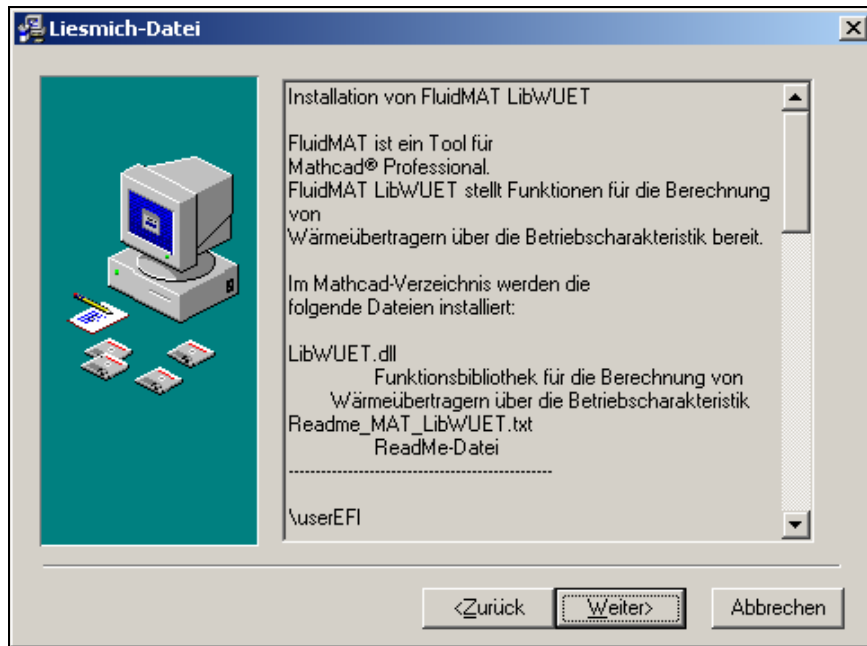 Liesmich-Datei
Installation von FluidMAT LibWUET
FluidMAT ist ein Tool für
Mathcad® Professional.
FluidMAT LibWUET stellt Funktionen für die Berechnung
von
Wärmeübertragern über die Betriebscharakteristik bereit.
Im Mathcad-Verzeichnis werden die
folgende Dateien installiert:
LibWUET.dll
Funktionsbibliothek für die Berechnung von
Wärmeübertragern über die Betriebscharakteristik
Readme_MAT_LibWUET.txt
ReadMe-Datei
--------------------------------------------------
\userEFI
<Zurück
Weiter>
Abbrechen